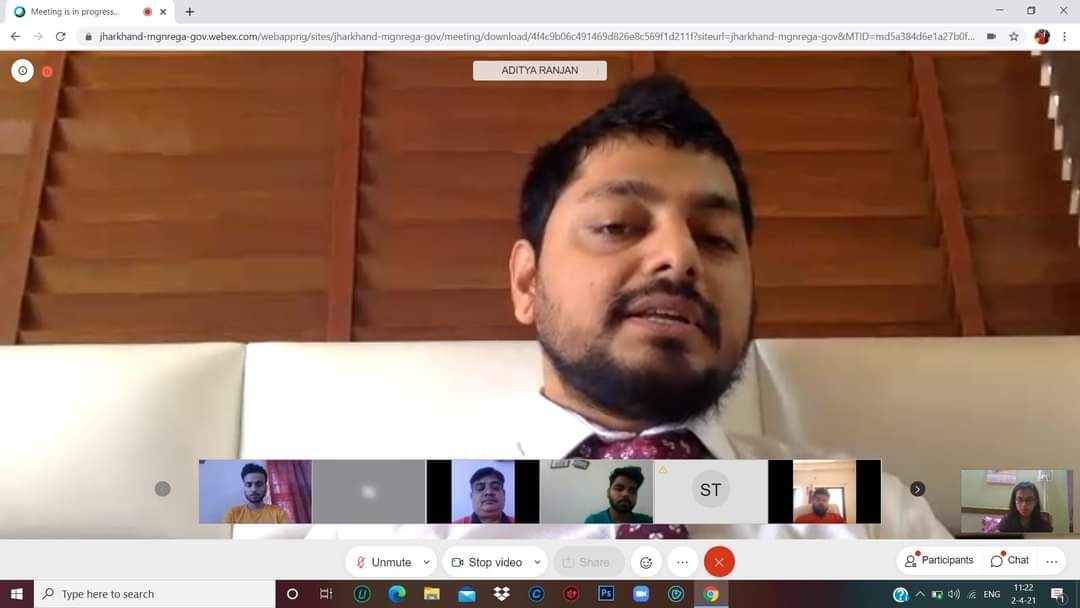 Meeting is in progress...
jharkhand-mgnrega-gov.webex.com/webappng/sites/jharkhand-mgnrega-gov/meeting/download/4f4c9b06c491469d826e8c569f1d211f?siteurl=jharkhand-mgnrega-gov&MTID=md5a384d6e1a27b0f...
ADITYA RANJAN
ST
Unmute
Stop video
Share
Participants
Chat
Type here to search
Ps
ENG
11:22
2-4-21
1